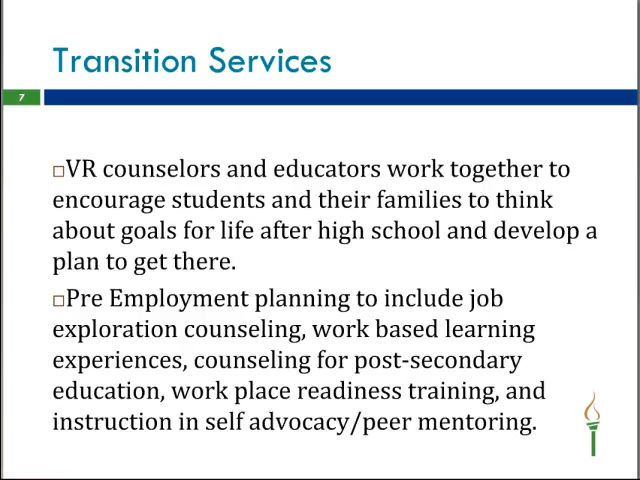 Transition Services
7
□VR counselors and educators work together to
encourage students and their families to think
about goals for life after high school and develop a
plan to get there.
□Pre Employment planning to include job
exploration counseling, work based learning
experiences, counseling for post-secondary
education, work place readiness training, and
instruction in self advocacy/peer mentoring.